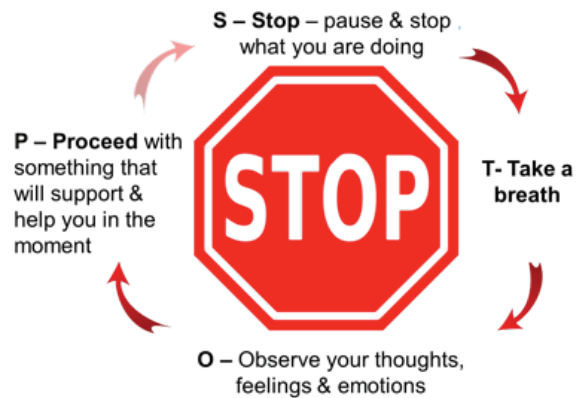 S – Stop – pause & stop
what you are doing
T- Take a
breath
O – Observe your thoughts,
feelings & emotions
P – Proceed with
something that
will support &
help you in the
moment
STOP